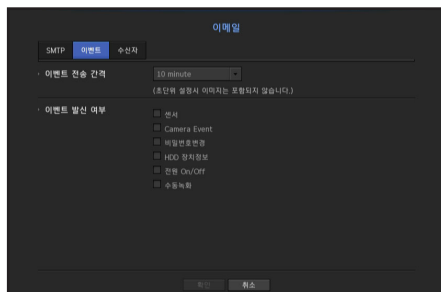 이메일
SMTP 이벤트 수신자
이벤트 전송 간격 10 minute
(초단위 설정시 이미지는 포함되지 않습니다.)
이벤트 발신 여부 센서
Camera Event
비밀번호변경
HDD 장치정보
전원 On/Off
수동녹화
확인 취소